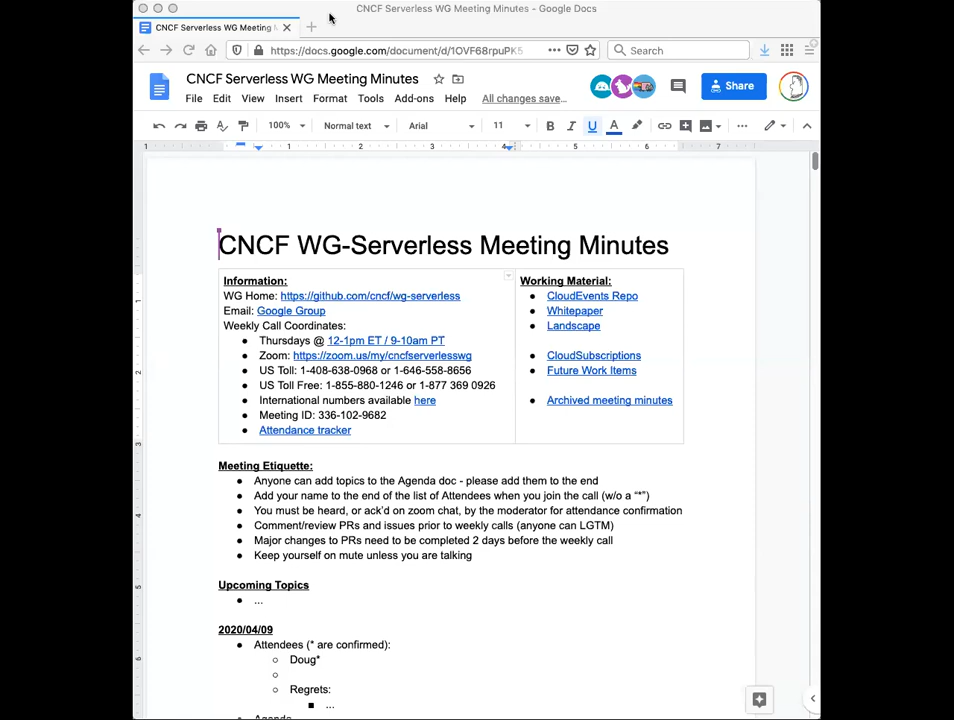 CNCF Serverless WG Meeting Minutes - Google Docs
CNCF Serverless WG Meeting
https://docs.google.com/document/d/1OVF68rpuPK5
Search
CNCF Serverless WG Meeting Minutes
File Edit View Insert Format Tools Add-ons Help All changes save…
Share
100% Normal text Arial 11 B I U A
1 1 2 3 4 5 6 7
CNCF WG-Serverless Meeting Minutes
Information:
WG Home: https://github.com/cncf/wg-serverless
Email: Google Group
Weekly Call Coordinates:
● Thursdays @ 12-1pm ET / 9-10am PT
● Zoom: https://zoom.us/my/cncfserverlesswg
● US Toll: 1-408-638-0968 or 1-646-558-8656
● US Toll Free: 1-855-880-1246 or 1-877 369 0926
● International numbers available here
● Meeting ID: 336-102-9682
● Attendance tracker
Working Material:
● CloudEvents Repo
● Whitepaper
● Landscape
● CloudSubscriptions
● Future Work Items
● Archived meeting minutes
Meeting Etiquette:
● Anyone can add topics to the Agenda doc - please add them to the end
● Add your name to the end of the list of Attendees when you join the call (w/o a “*”)
● You must be heard, or ack’d on zoom chat, by the moderator for attendance confirmation
● Comment/review PRs and issues prior to weekly calls (anyone can LGTM)
● Major changes to PRs need to be completed 2 days before the weekly call
● Keep yourself on mute unless you are talking
Upcoming Topics
● ...
2020/04/09
● Attendees (* are confirmed):
○ Doug*
○
○ Regrets:
■ ...
● Agenda